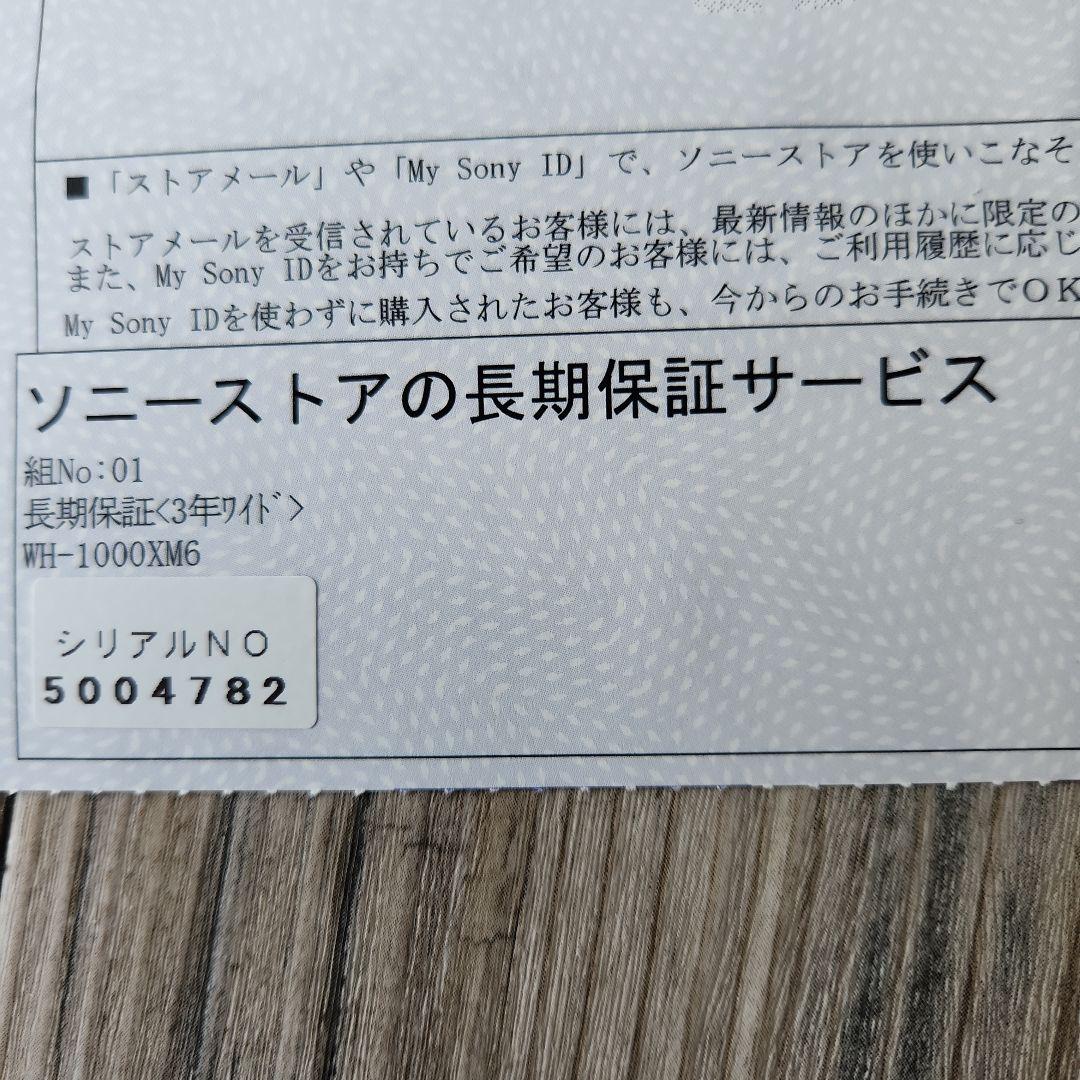 ■「ストアメール」や「My Sony ID」で、ソニーストアを使いこなそ
ストアメールを受信されているお客様には、最新情報のほかに限定の
また、My Sony IDをお持ちでご希望のお客様には、ご利用履歴に応じ
My Sony IDを使わずに購入されたお客様も、今からのお手続きでOK
ソニーストアの長期保証サービス
組No:01
長期保証<3年ﾜｲﾄﾞ>
WH-1000XM6
シリアルNO
5004782